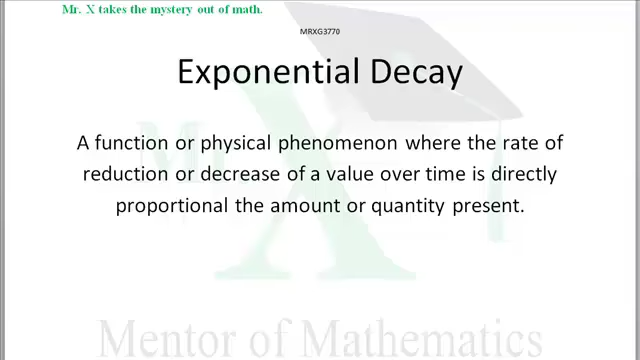 Mr. X takes the mystery out of math.
MRXG3770
Exponential Decay
A function or physical phenomenon where the rate of
reduction or decrease of a value over time is directly
proportional the amount or quantity present.
Mr X
Mentor of Mathematics